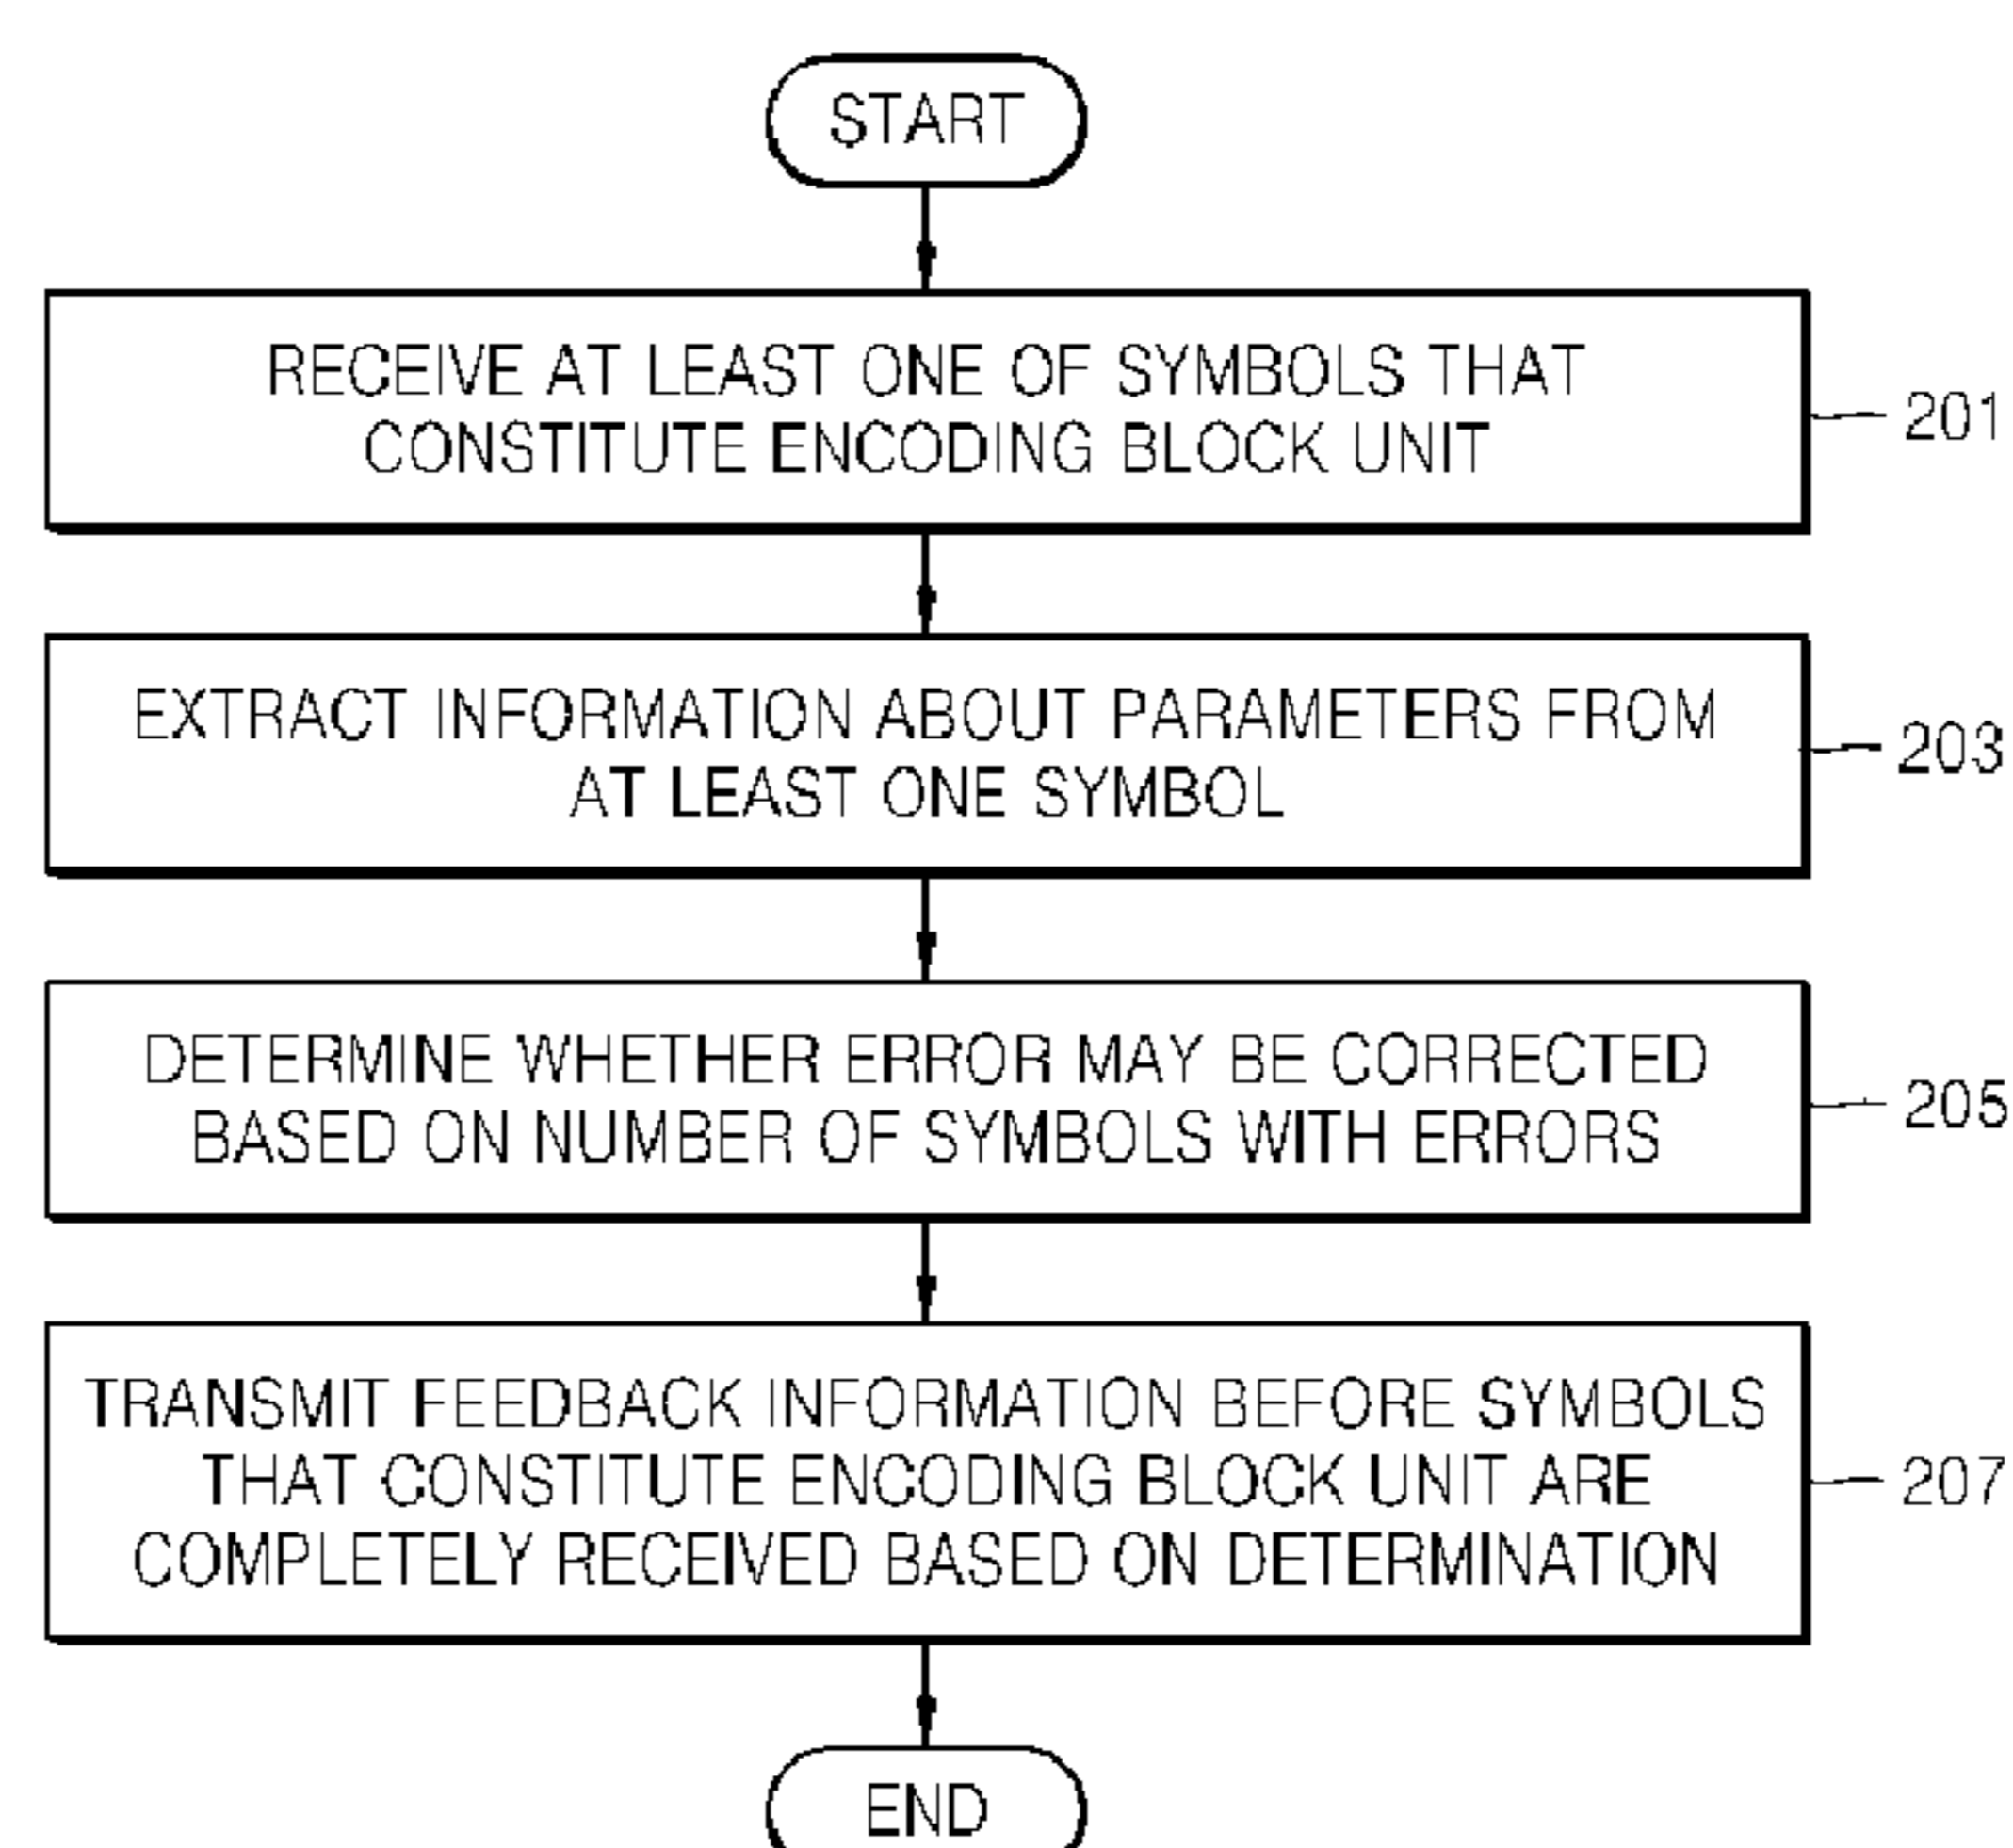 START
RECEIVE AT LEAST ONE OF SYMBOLS THAT
CONSTITUTE ENCODING BLOCK UNIT
201
EXTRACT INFORMATION ABOUT PARAMETERS FROM
AT LEAST ONE SYMBOL
203
DETERMINE WHETHER ERROR MAY BE CORRECTED
BASED ON NUMBER OF SYMBOLS WITH ERRORS
205
TRANSMIT FEEDBACK INFORMATION BEFORE SYMBOLS
THAT CONSTITUTE ENCODING BLOCK UNIT ARE
COMPLETELY RECEIVED BASED ON DETERMINATION
207
END